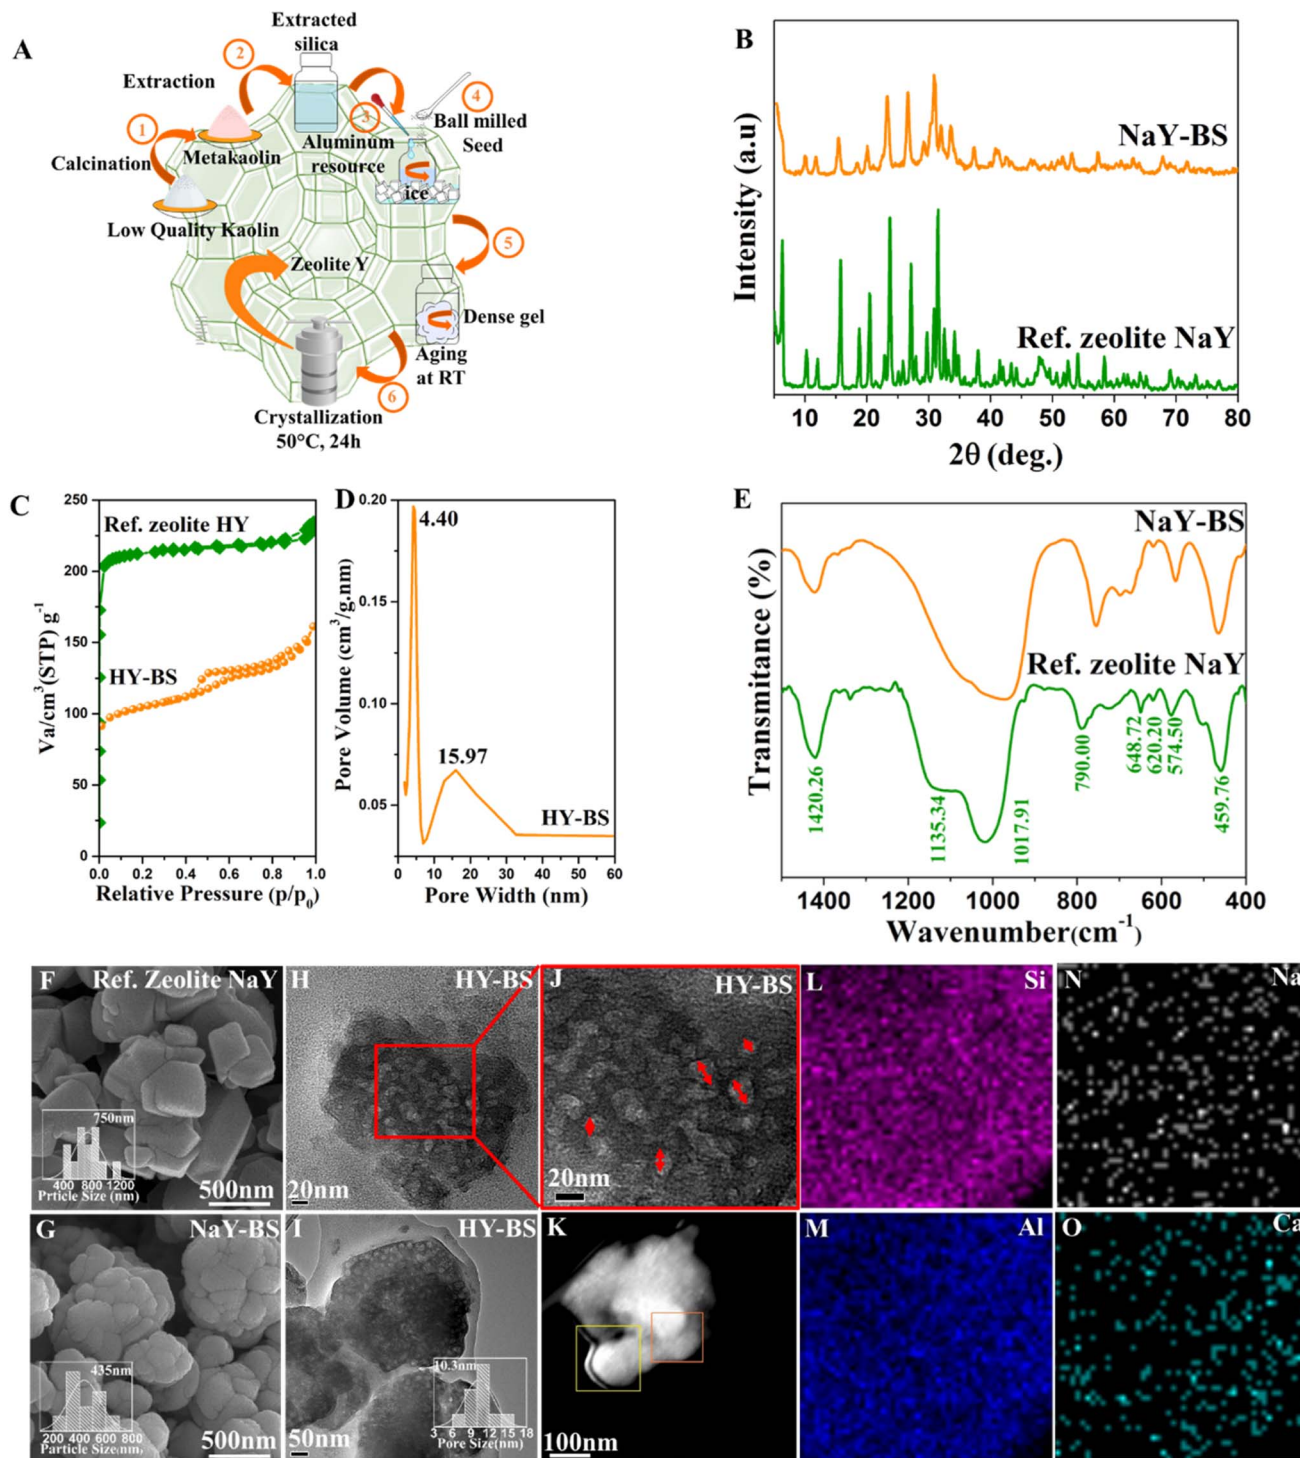 A
Extracted
silica
2
Extraction
1
3
4
Ball milled
Seed
Aluminum
resource
Metakaolin
Calcination
ice
Low Quality Kaolin
5
Zeolite Y
Dense gel
Aging
at RT
6
Crystallization
50°C, 24h
B
NaY-BS
Ref. zeolite NaY
Intensity (a.u)
10 20 30 40 50 60 70 80
2θ (deg.)
C
250
200
150
100
50
0
Ref. zeolite HY
HY-BS
Va/cm³(STP) g⁻¹
0.0 0.2 0.4 0.6 0.8 1.0
Relative Pressure (p/p₀)
D
0.20
0.15
0.10
0.05
4.40
15.97
HY-BS
Pore Volume (cm³/g.nm)
0 10 20 30 40 50 60
Pore Width (nm)
E
NaY-BS
Ref. zeolite NaY
Transmitance (%)
1420.26
1135.34
1017.91
790.00
648.72
620.20
574.50
459.76
1400 1200 1000 800 600 400
Wavenumber(cm⁻¹)
F Ref. Zeolite NaY
750nm
400 800 1200
Prticle Size (nm)
500nm
H HY-BS
20nm
J HY-BS
20nm
L Si
N Na
G NaY-BS
435nm
200 400 600 800
Particle Size(nm)
500nm
I HY-BS
10.3nm
3 6 9 12 15 18
Pore Size(nm)
50nm
K
100nm
M Al
O Ca